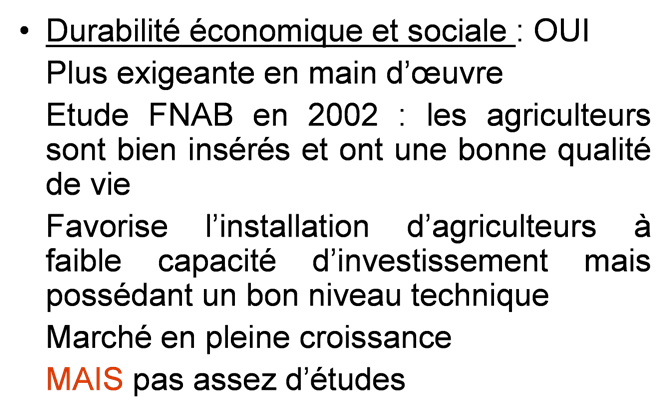 • Durabilité économique et sociale : OUI
Plus exigeante en main d’œuvre
Etude FNAB en 2002 : les agriculteurs
sont bien insérés et ont une bonne qualité
de vie
Favorise l’installation d’agriculteurs à
faible capacité d’investissement mais
possédant un bon niveau technique
Marché en pleine croissance
MAIS pas assez d’études